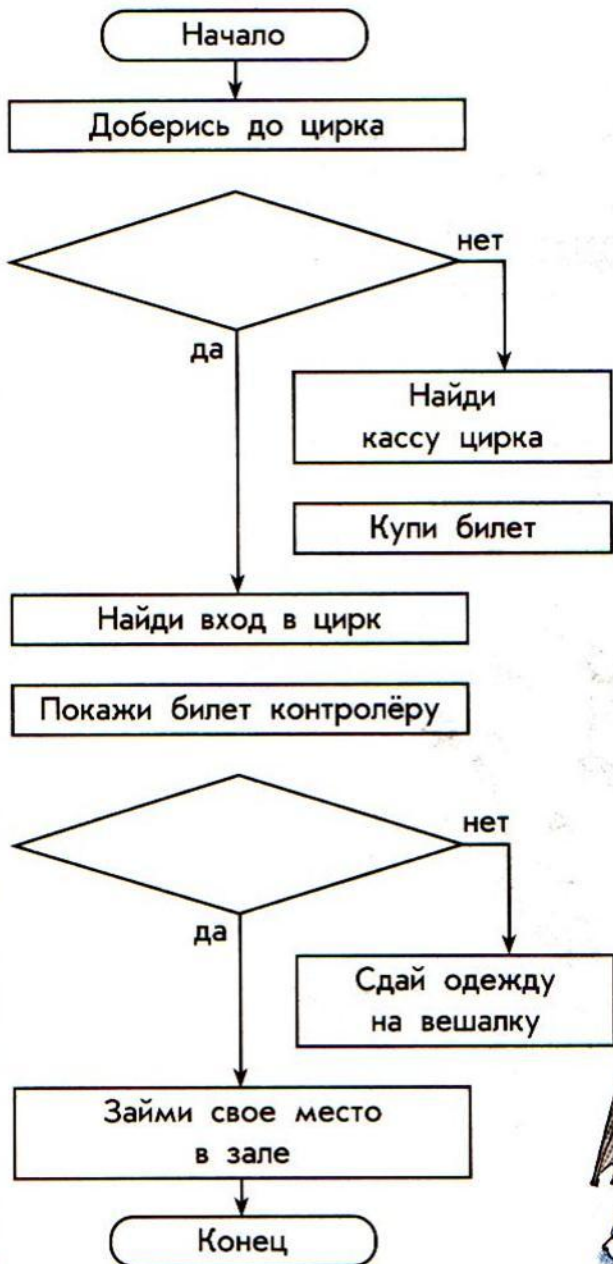 Начало
Доберись до цирка
нет
да
Найди
кассу цирка
Купи билет
Найди вход в цирк
Покажи билет контролёру
нет
да
Сдай одежду
на вешалку
Займи свое место
в зале
Конец